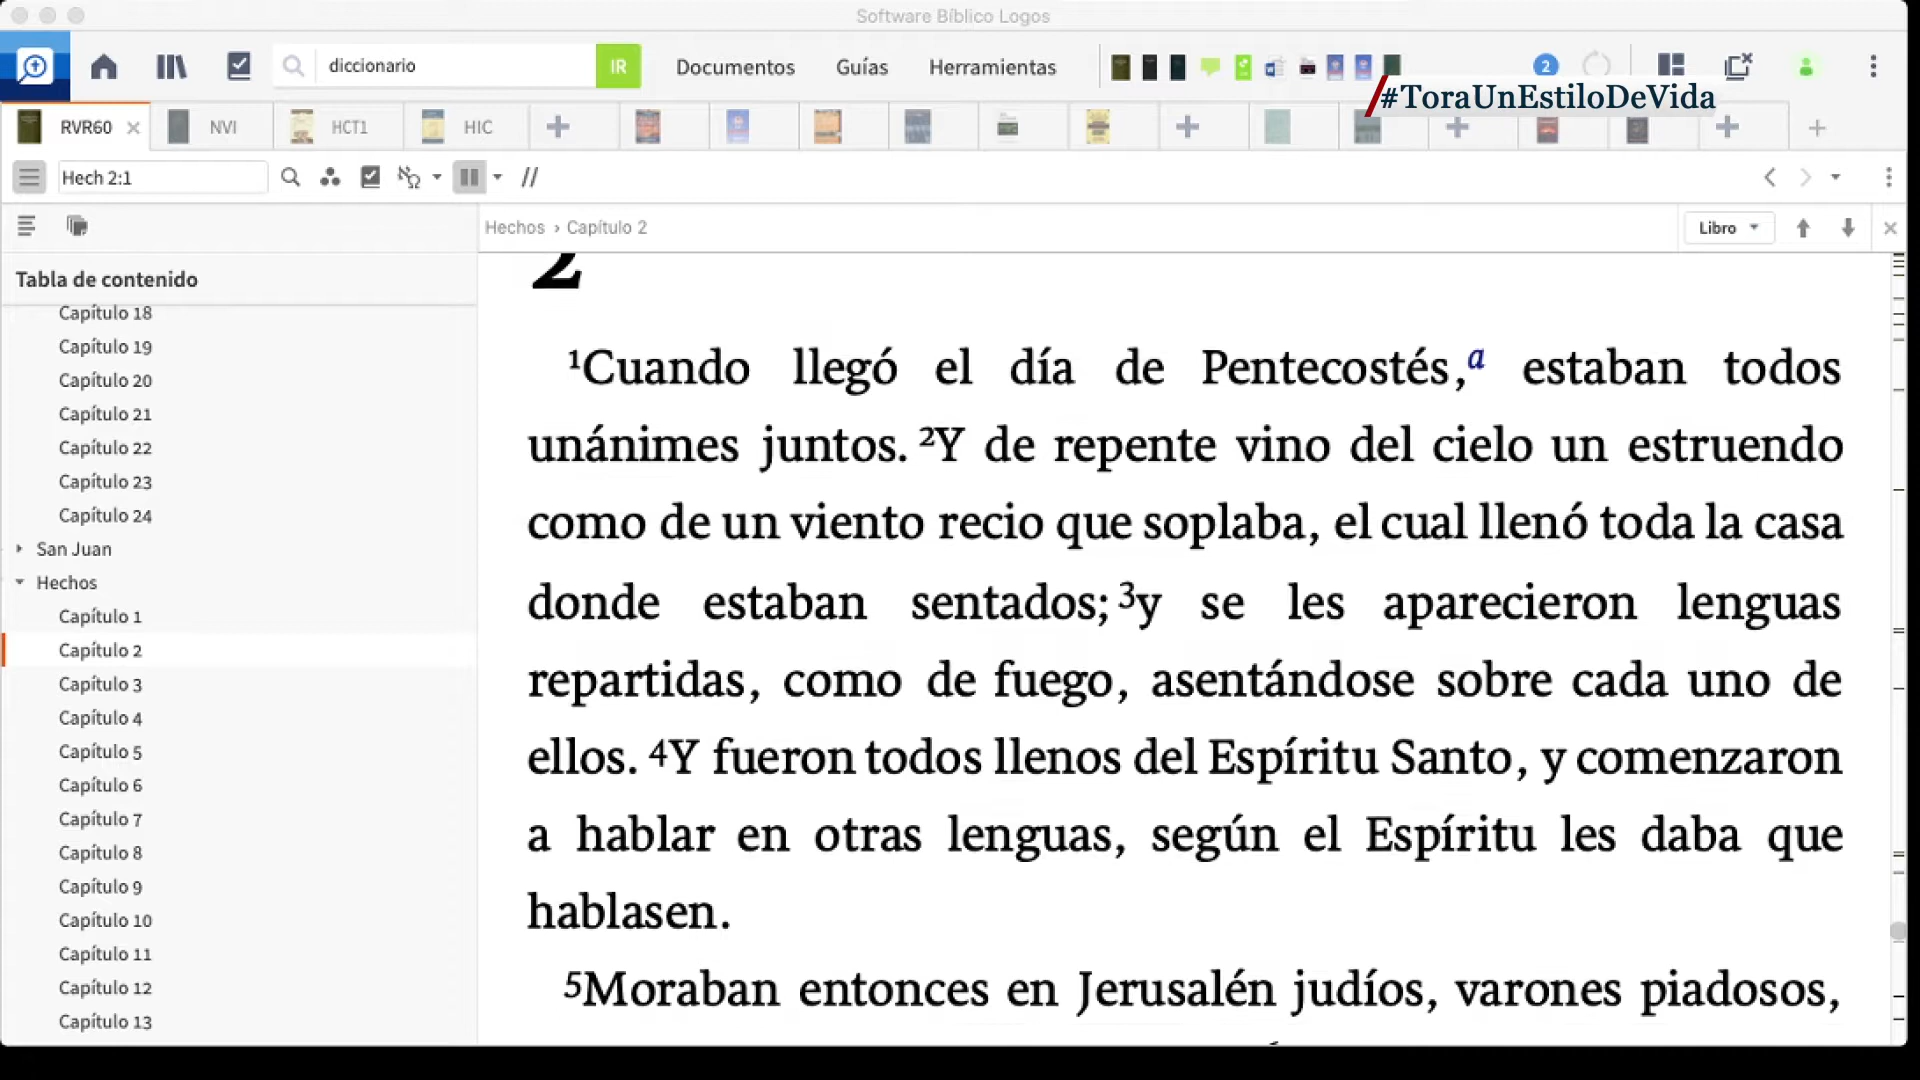 Software Bíblico Logos
diccionario
IR
Documentos
Guías
Herramientas
2
/#ToraUnEstiloDeVida
RVR60
NVI
HCT1
HIC
Hech 2:1
Hechos › Capítulo 2
Libro
Tabla de contenido
Capítulo 18
Capítulo 19
Capítulo 20
Capítulo 21
Capítulo 22
Capítulo 23
Capítulo 24
San Juan
Hechos
Capítulo 1
Capítulo 2
Capítulo 3
Capítulo 4
Capítulo 5
Capítulo 6
Capítulo 7
Capítulo 8
Capítulo 9
Capítulo 10
Capítulo 11
Capítulo 12
Capítulo 13
2
1Cuando llegó el día de Pentecostés,a estaban todos
unánimes juntos. 2Y de repente vino del cielo un estruendo
como de un viento recio que soplaba, el cual llenó toda la casa
donde estaban sentados; 3y se les aparecieron lenguas
repartidas, como de fuego, asentándose sobre cada uno de
ellos. 4Y fueron todos llenos del Espíritu Santo, y comenzaron
a hablar en otras lenguas, según el Espíritu les daba que
hablasen.
5Moraban entonces en Jerusalén judíos, varones piadosos,